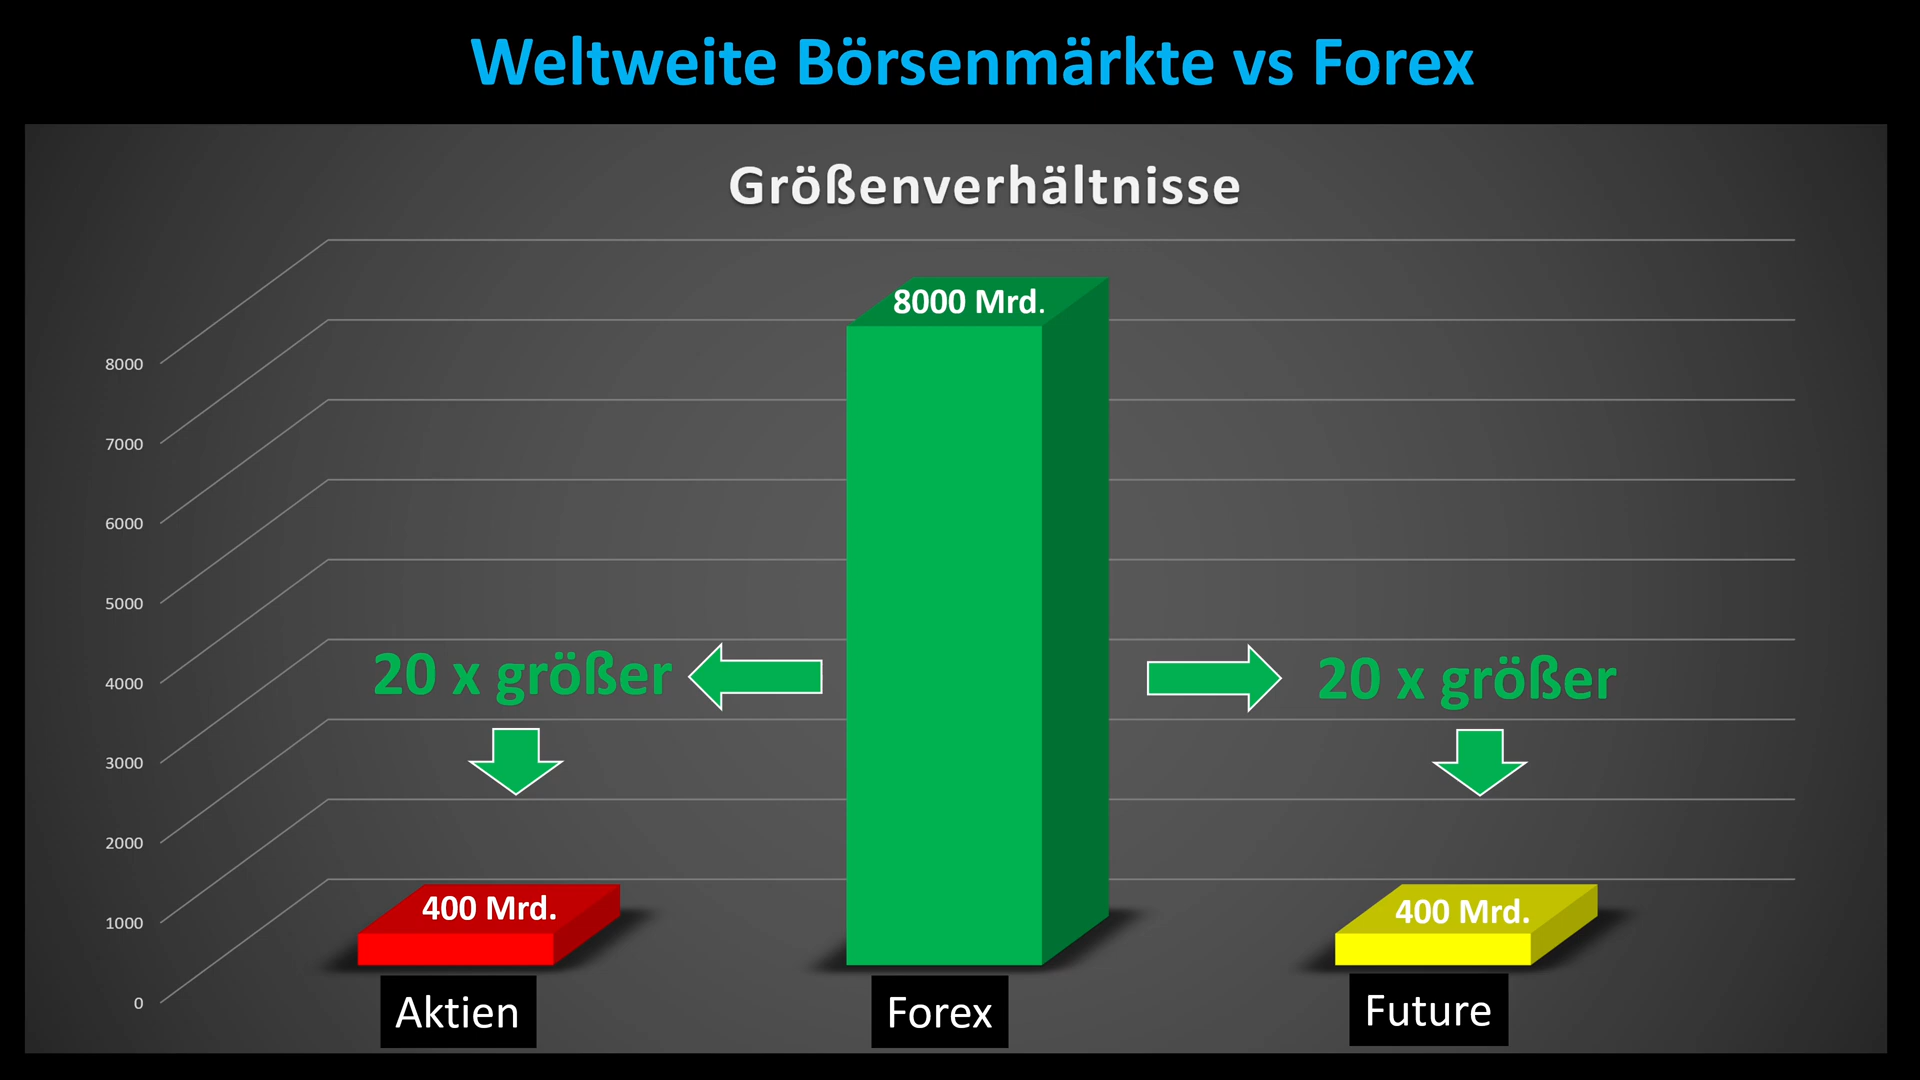 Weltweite Börsenmärkte vs Forex
Größenverhältnisse
8000 Mrd.
8000
7000
6000
5000
4000
3000
2000
1000
0
20 x größer
20 x größer
400 Mrd.
400 Mrd.
Aktien
Forex
Future